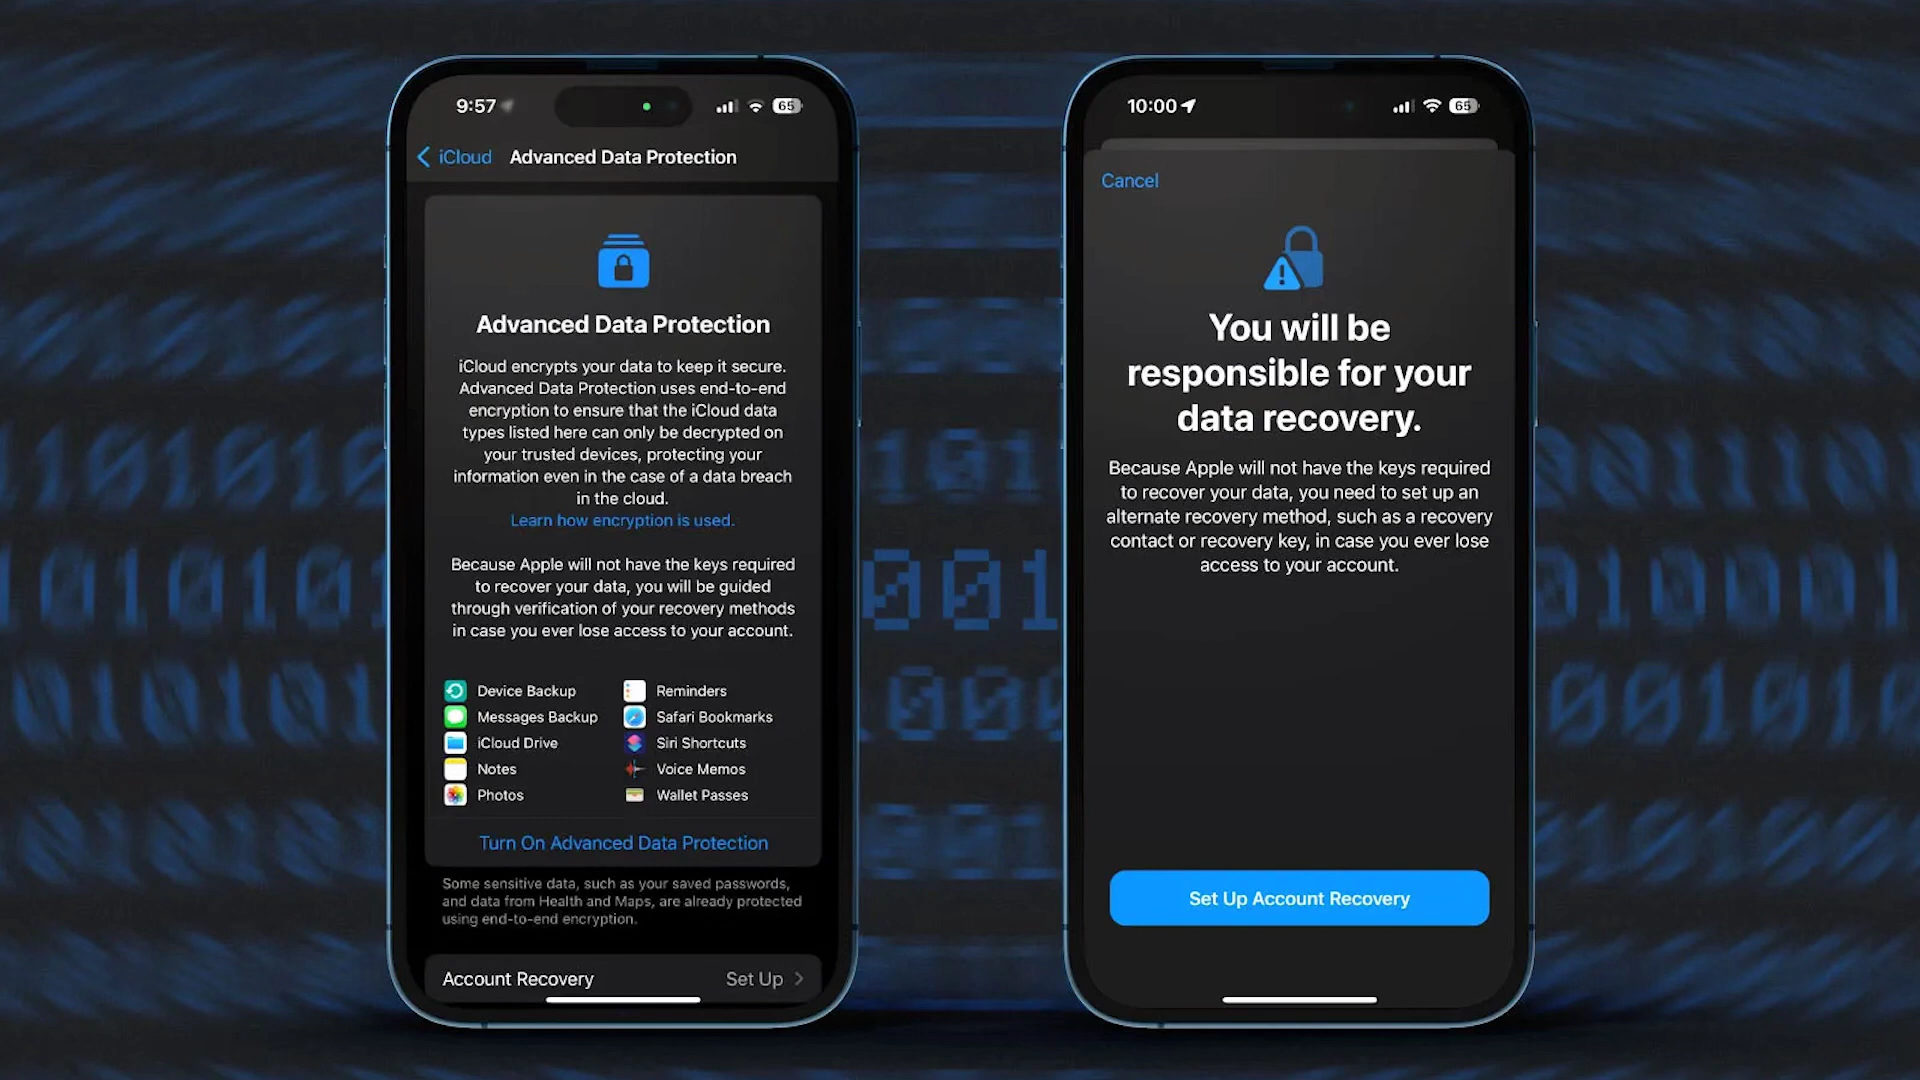 9:57
65
iCloud
Advanced Data Protection
Advanced Data Protection
iCloud encrypts your data to keep it secure.
Advanced Data Protection uses end-to-end
encryption to ensure that the iCloud data
types listed here can only be decrypted on
your trusted devices, protecting your
information even in the case of a data breach
in the cloud.
Learn how encryption is used.
Because Apple will not have the keys required
to recover your data, you will be guided
through verification of your recovery methods
in case you ever lose access to your account.
Device Backup
Reminders
Messages Backup
Safari Bookmarks
iCloud Drive
Siri Shortcuts
Notes
Voice Memos
Photos
Wallet Passes
Turn On Advanced Data Protection
Some sensitive data, such as your saved passwords,
and data from Health and Maps, are already protected
using end-to-end encryption.
Account Recovery
Set Up
10:00
65
Cancel
You will be
responsible for your
data recovery.
Because Apple will not have the keys required
to recover your data, you need to set up an
alternate recovery method, such as a recovery
contact or recovery key, in case you ever lose
access to your account.
Set Up Account Recovery